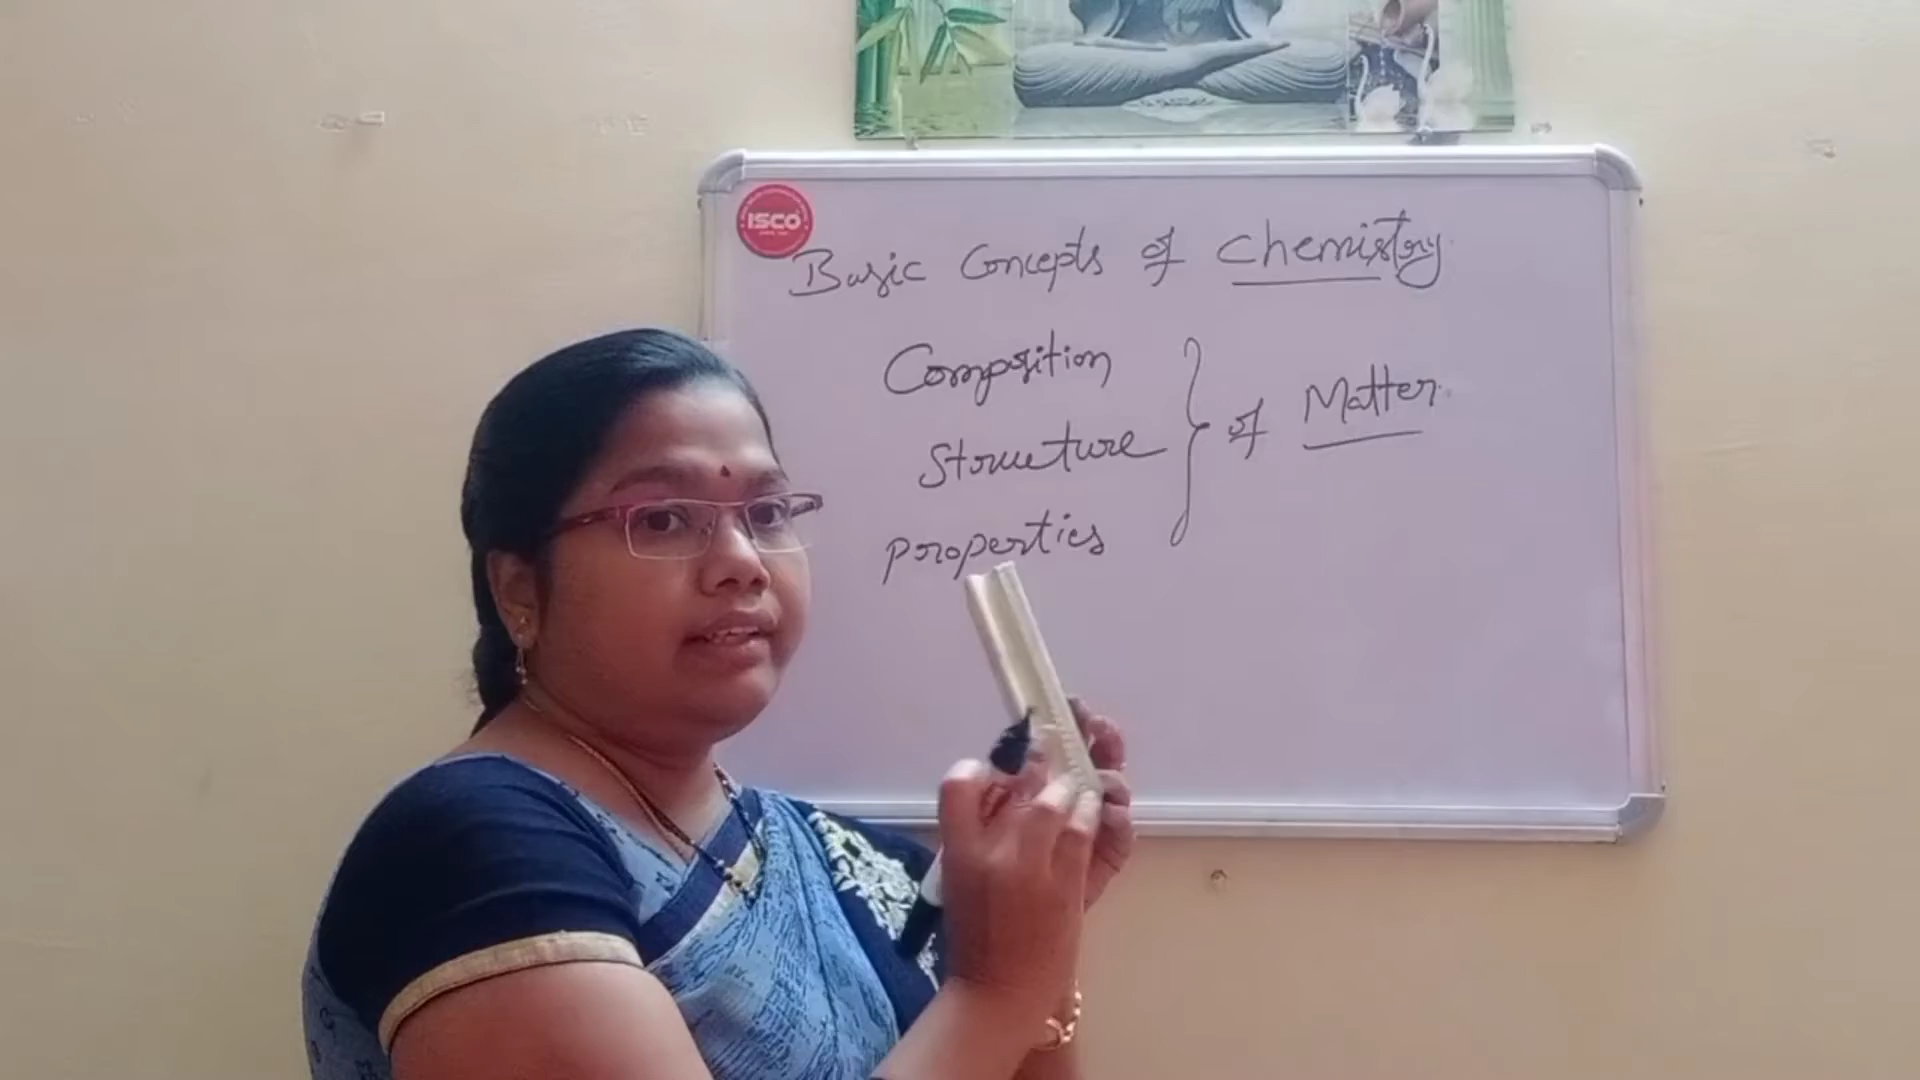 ISCO
Basic Concepts of Chemistry.
Composition
Structure
properties
} of Matter.